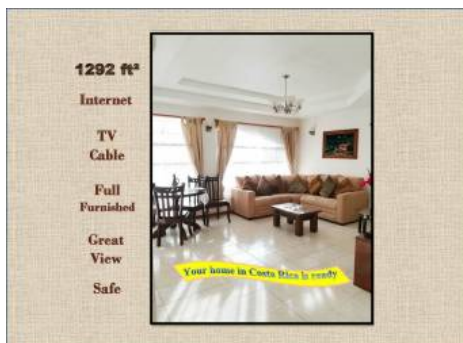 1292 ft²
Internet
TV
Cable
Full
Furnished
Great
View
Safe
Your home in Costa Rica is ready